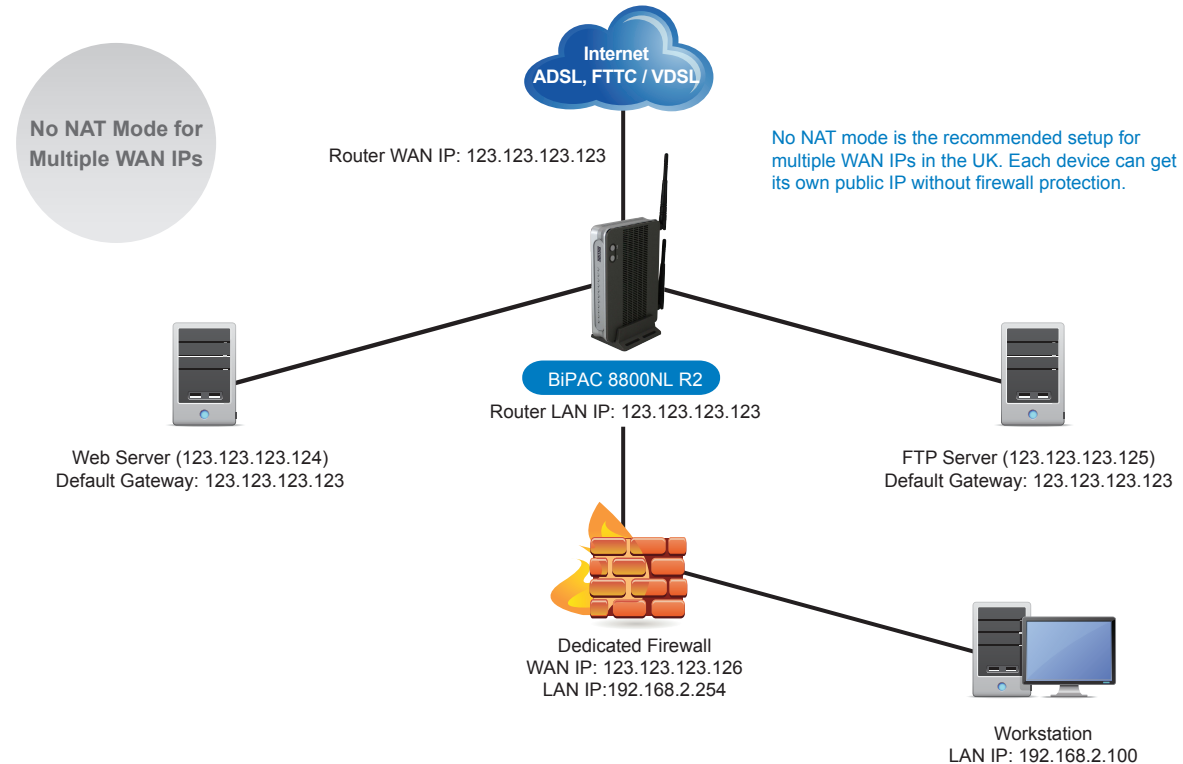 Internet
ADSL, FTTC / VDSL
No NAT Mode for
Multiple WAN IPs
Router WAN IP: 123.123.123.123
No NAT mode is the recommended setup for
multiple WAN IPs in the UK. Each device can get
its own public IP without firewall protection.
BiPAC 8800NL R2
Router LAN IP: 123.123.123.123
Web Server (123.123.123.124)
Default Gateway: 123.123.123.123
FTP Server (123.123.123.125)
Default Gateway: 123.123.123.123
Dedicated Firewall
WAN IP: 123.123.123.126
LAN IP:192.168.2.254
Workstation
LAN IP: 192.168.2.100